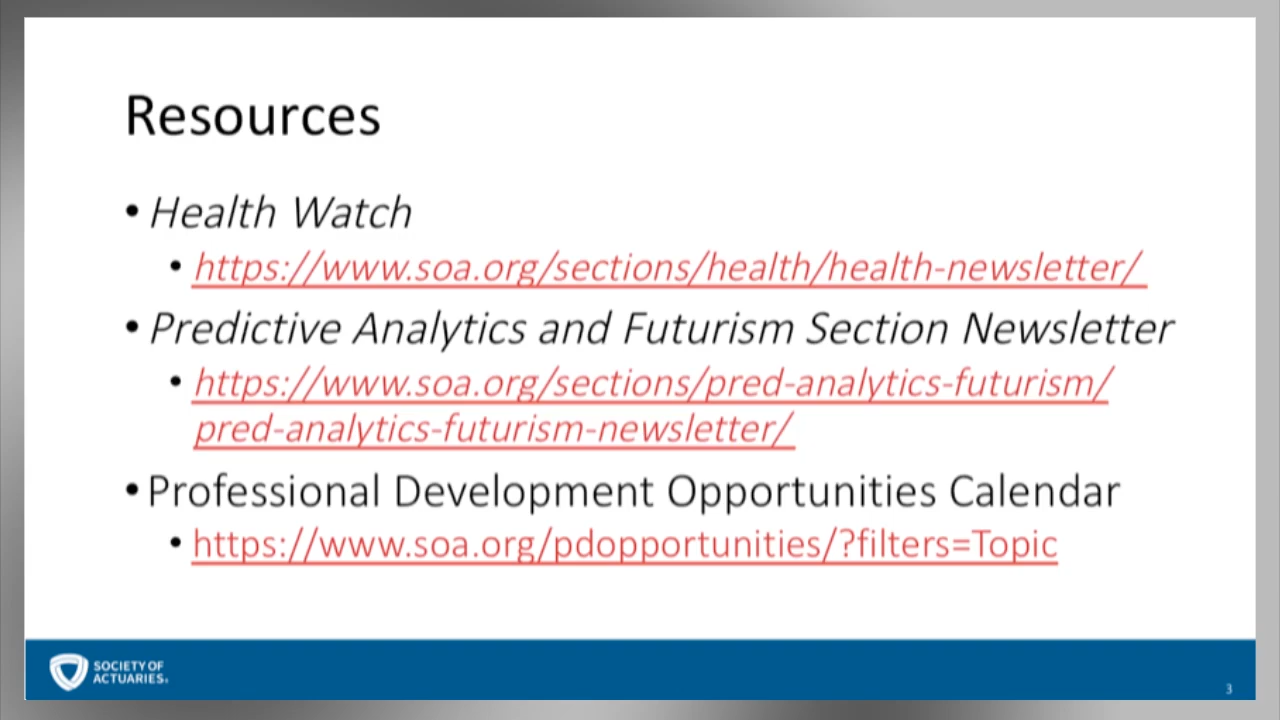 Resources
• Health Watch
• https://www.soa.org/sections/health/health-newsletter/
• Predictive Analytics and Futurism Section Newsletter
• https://www.soa.org/sections/pred-analytics-futurism/
pred-analytics-futurism-newsletter/
• Professional Development Opportunities Calendar
• https://www.soa.org/pdopportunities/?filters=Topic
SOCIETY OF
ACTUARIES®
3